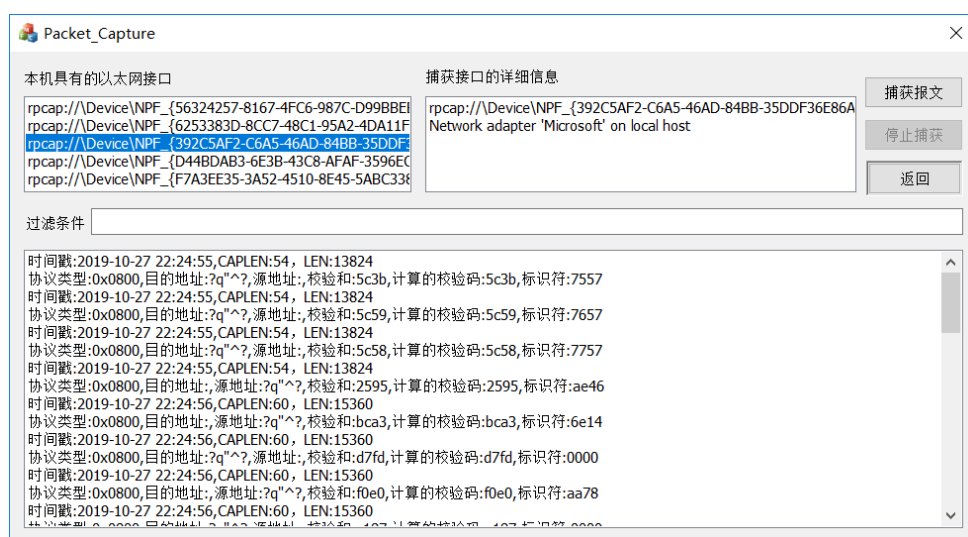 Packet_Capture
本机具有的以太网接口
捕获接口的详细信息
rpcap://\Device\NPF_{56324257-8167-4FC6-987C-D99BBE
rpcap://\Device\NPF_{6253383D-8CC7-48C1-95A2-4DA11F
rpcap://\Device\NPF_{392C5AF2-C6A5-46AD-84BB-35DDF3
rpcap://\Device\NPF_{D44BDAB3-6E3B-43C8-AFAF-3596EC
rpcap://\Device\NPF_{F7A3EE35-3A52-4510-8E45-5ABC338
rpcap://\Device\NPF_{392C5AF2-C6A5-46AD-84BB-35DDF36E86A
Network adapter 'Microsoft' on local host
捕获报文
停止捕获
返回
过滤条件
时间戳:2019-10-27 22:24:55,CAPLEN:54，LEN:13824
协议类型:0x0800,目的地址:?q"^?,源地址:,校验和:5c3b,计算的校验码:5c3b,标识符:7557
时间戳:2019-10-27 22:24:55,CAPLEN:54，LEN:13824
协议类型:0x0800,目的地址:?q"^?,源地址:,校验和:5c59,计算的校验码:5c59,标识符:7657
时间戳:2019-10-27 22:24:55,CAPLEN:54，LEN:13824
协议类型:0x0800,目的地址:?q"^?,源地址:,校验和:5c58,计算的校验码:5c58,标识符:7757
时间戳:2019-10-27 22:24:55,CAPLEN:54，LEN:13824
协议类型:0x0800,目的地址:,源地址:?q"^?,校验和:2595,计算的校验码:2595,标识符:ae46
时间戳:2019-10-27 22:24:56,CAPLEN:60，LEN:15360
协议类型:0x0800,目的地址:,源地址:?q"^?,校验和:bca3,计算的校验码:bca3,标识符:6e14
时间戳:2019-10-27 22:24:56,CAPLEN:60，LEN:15360
协议类型:0x0800,目的地址:,源地址:?q"^?,校验和:d7fd,计算的校验码:d7fd,标识符:0000
时间戳:2019-10-27 22:24:56,CAPLEN:60，LEN:15360
协议类型:0x0800,目的地址:,源地址:?q"^?,校验和:f0e0,计算的校验码:f0e0,标识符:aa78
时间戳:2019-10-27 22:24:56,CAPLEN:60，LEN:15360